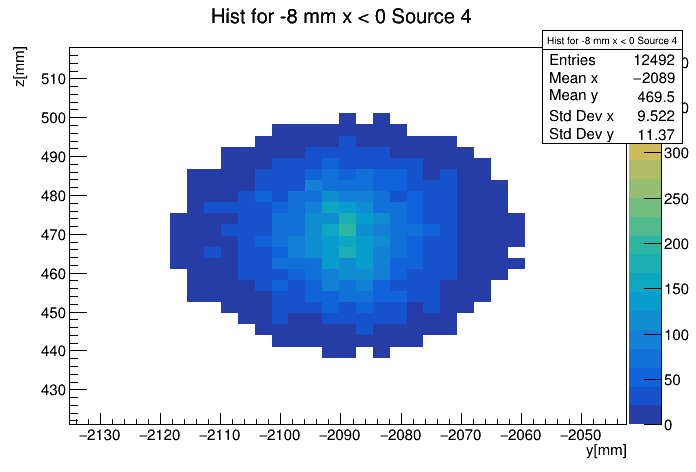 Hist for -8 mm x < 0 Source 4
z[mm]
Hist for -8 mm x < 0 Source 4
Entries 12492
Mean x −2089
Mean y 469.5
Std Dev x 9.522
Std Dev y 11.37
510
500
490
480
470
460
450
440
430
0
0
300
250
200
150
100
50
0
−2130 −2120 −2110 −2100 −2090 −2080 −2070 −2060 −2050
y[mm]